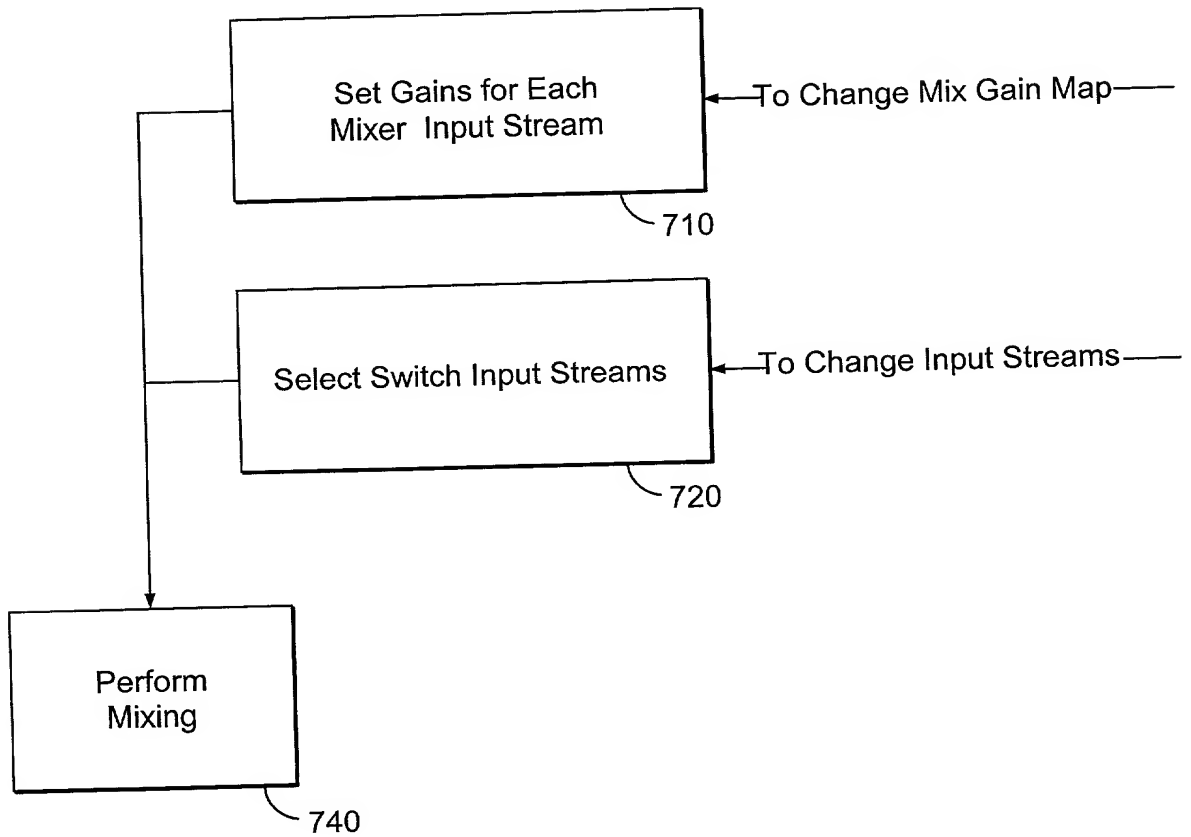 Set Gains for Each
Mixer Input Stream
To Change Mix Gain Map
710
Select Switch Input Streams
To Change Input Streams
720
Perform
Mixing
740